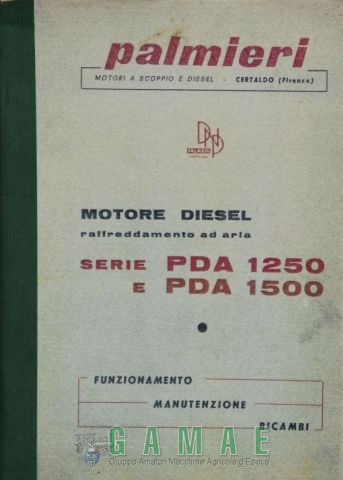 palmieri
MOTORI A SCOPPIO E DIESEL - CERTALDO (Firenze)
PALMIERI
MOTORE DIESEL
raffreddamento ad aria
SERIE PDA 1250
E PDA 1500
FUNZIONAMENTO
MANUTENZIONE
RICAMBI
GAMAE
Gruppo Amatori Macchine Agricole d'Epoca